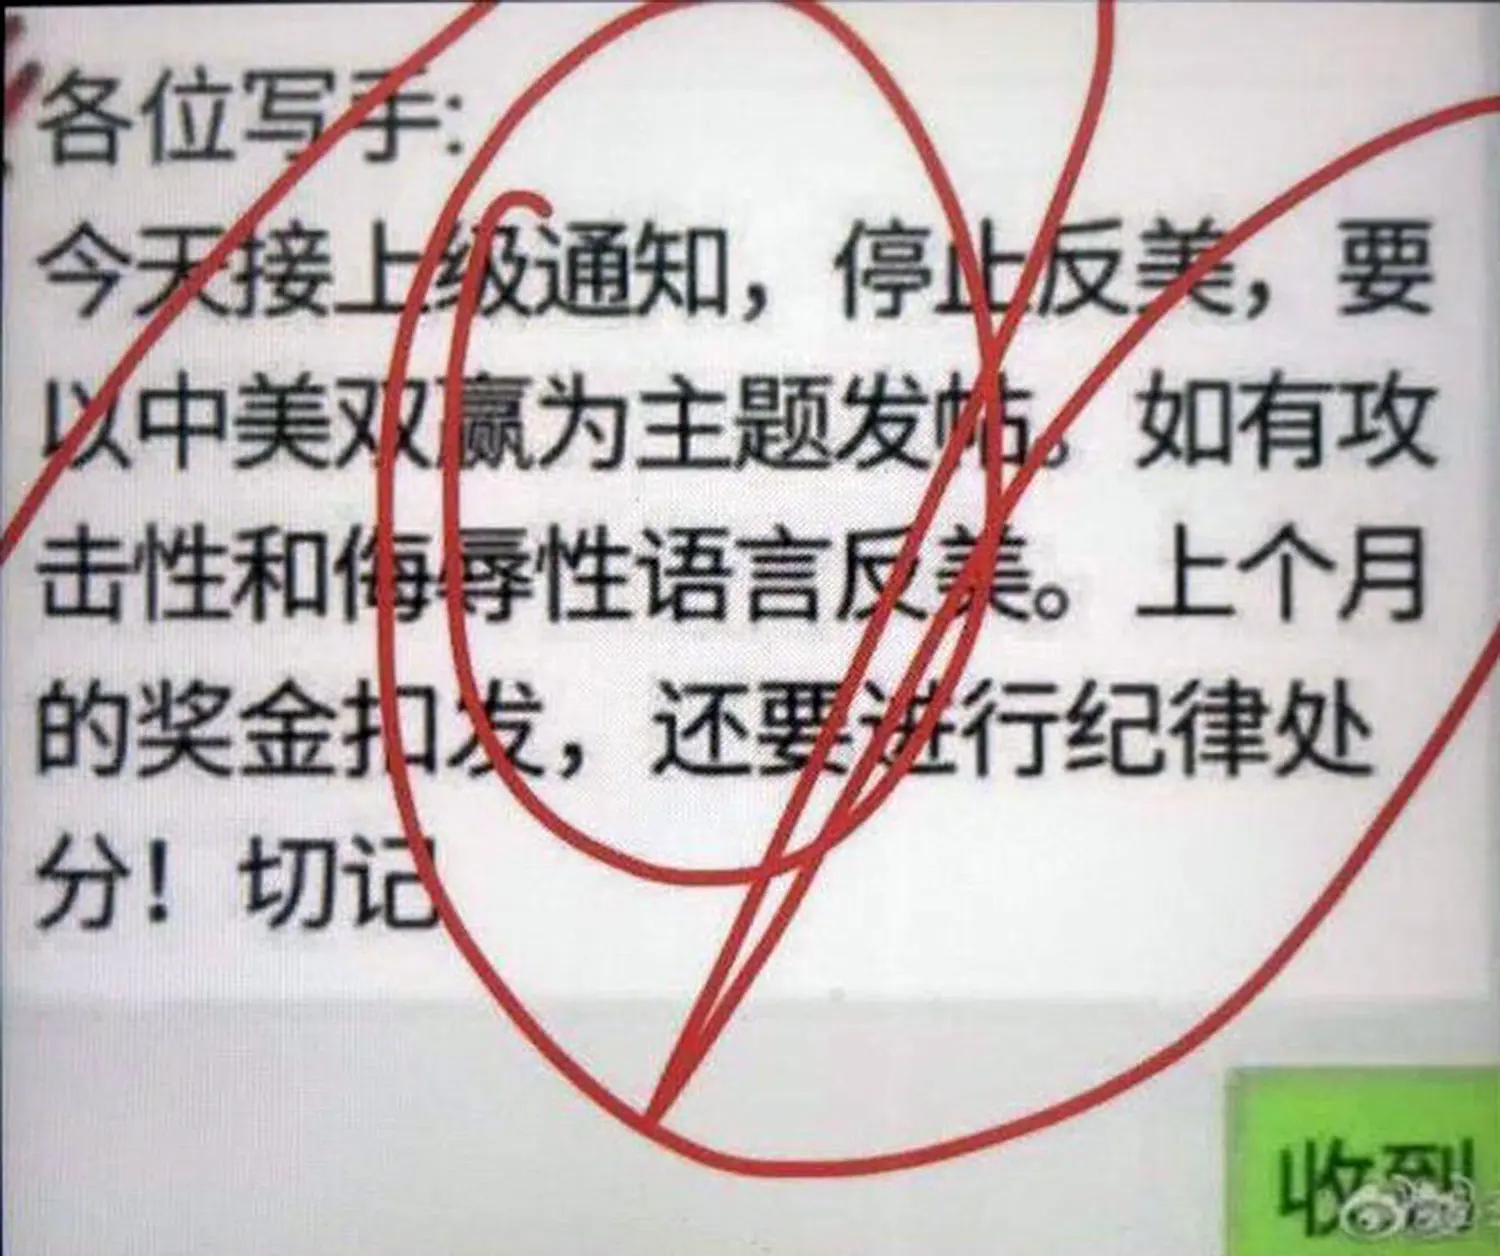 各位写手:
今天接上级通知，停止反美，要
以中美双赢为主题发帖。如有攻
击性和侮辱性语言反美。上个月
的奖金扣发，还要进行纪律处
分！切记
收到